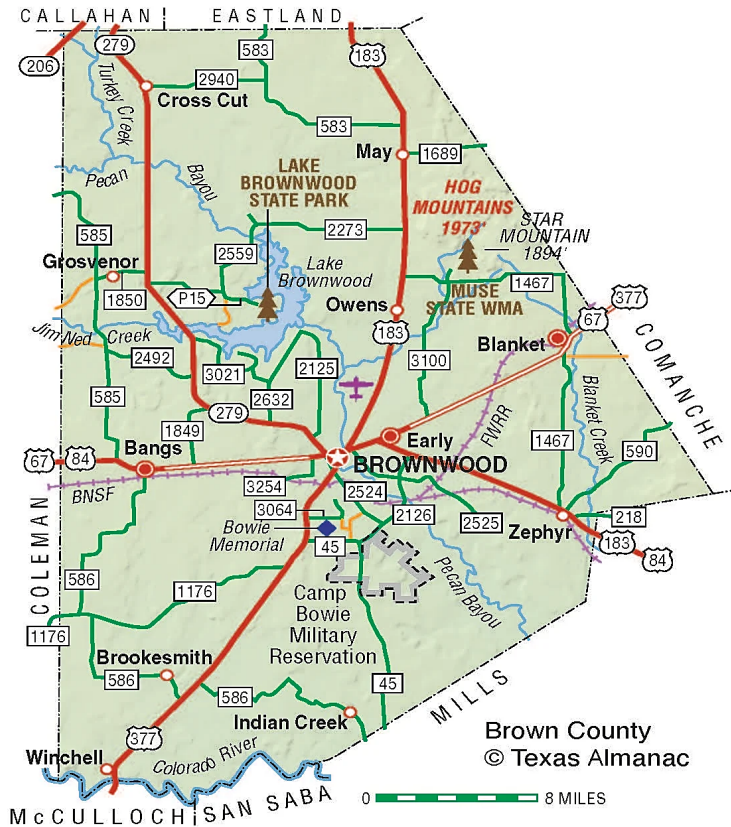 CALLAHAN
EASTLAND
279
206
583
183
2940
Cross Cut
Turkey Creek
583
May
1689
Pecan
Bayou
LAKE
BROWNWOOD
STATE PARK
HOG
MOUNTAINS
1973'
STAR
MOUNTAIN
1894'
585
2273
2559
Grosvenor
Lake
Brownwood
1850
P15
1467
MUSE
STATE WMA
Owens
377
67
183
Jim Ned Creek
Blanket
COMANCHE
2492
3021
2125
3100
585
2632
279
Blanket Creek
1849
FWRR
Bangs
Early
1467
590
67
84
BROWNWOOD
BNSF
3254
2524
3064
2126
2525
218
Zephyr
Bowie
Memorial
45
183
84
COLEMAN
586
1176
Camp
Bowie
Military
Reservation
Pecan Bayou
1176
Brookesmith
586
586
45
Indian Creek
MILLS
377
Winchell
Colorado River
Brown County
© Texas Almanac
McCULLOCH
SAN SABA
0
8 MILES